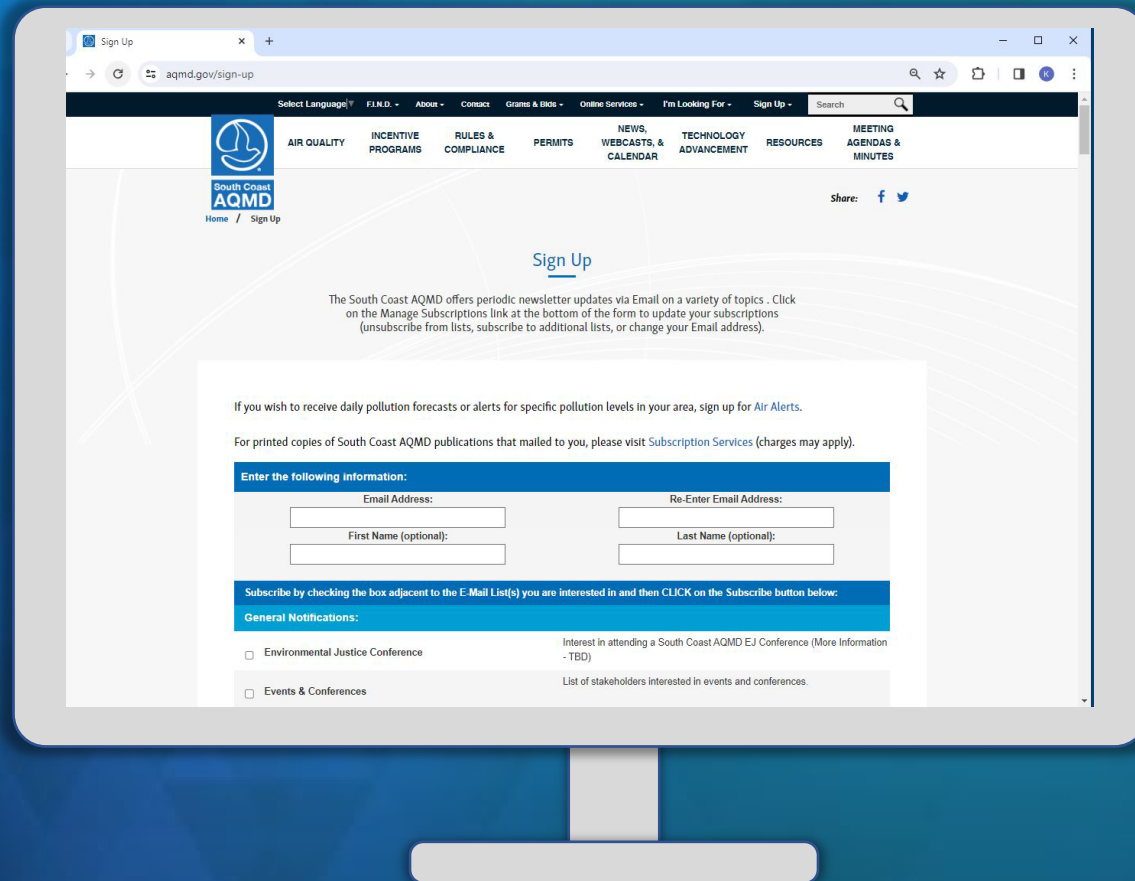 Sign Up
aqmd.gov/sign-up
K
Select Language F.I.N.D. About Contact Grants & Bids Online Services I'm Looking For Sign Up Search
AIR QUALITY
INCENTIVE
PROGRAMS
RULES &
COMPLIANCE
PERMITS
NEWS,
WEBCASTS, &
CALENDAR
TECHNOLOGY
ADVANCEMENT
RESOURCES
MEETING
AGENDAS &
MINUTES
South Coast
AQMD
Share:
Home / Sign Up
Sign Up
The South Coast AQMD offers periodic newsletter updates via Email on a variety of topics . Click
on the Manage Subscriptions link at the bottom of the form to update your subscriptions
(unsubscribe from lists, subscribe to additional lists, or change your Email address).
If you wish to receive daily pollution forecasts or alerts for specific pollution levels in your area, sign up for Air Alerts.
For printed copies of South Coast AQMD publications that mailed to you, please visit Subscription Services (charges may apply).
Enter the following information:
Email Address: Re-Enter Email Address:
First Name (optional): Last Name (optional):
Subscribe by checking the box adjacent to the E-Mail List(s) you are interested in and then CLICK on the Subscribe button below:
General Notifications:
Environmental Justice Conference
Interest in attending a South Coast AQMD EJ Conference (More Information
- TBD)
Events & Conferences
List of stakeholders interested in events and conferences.